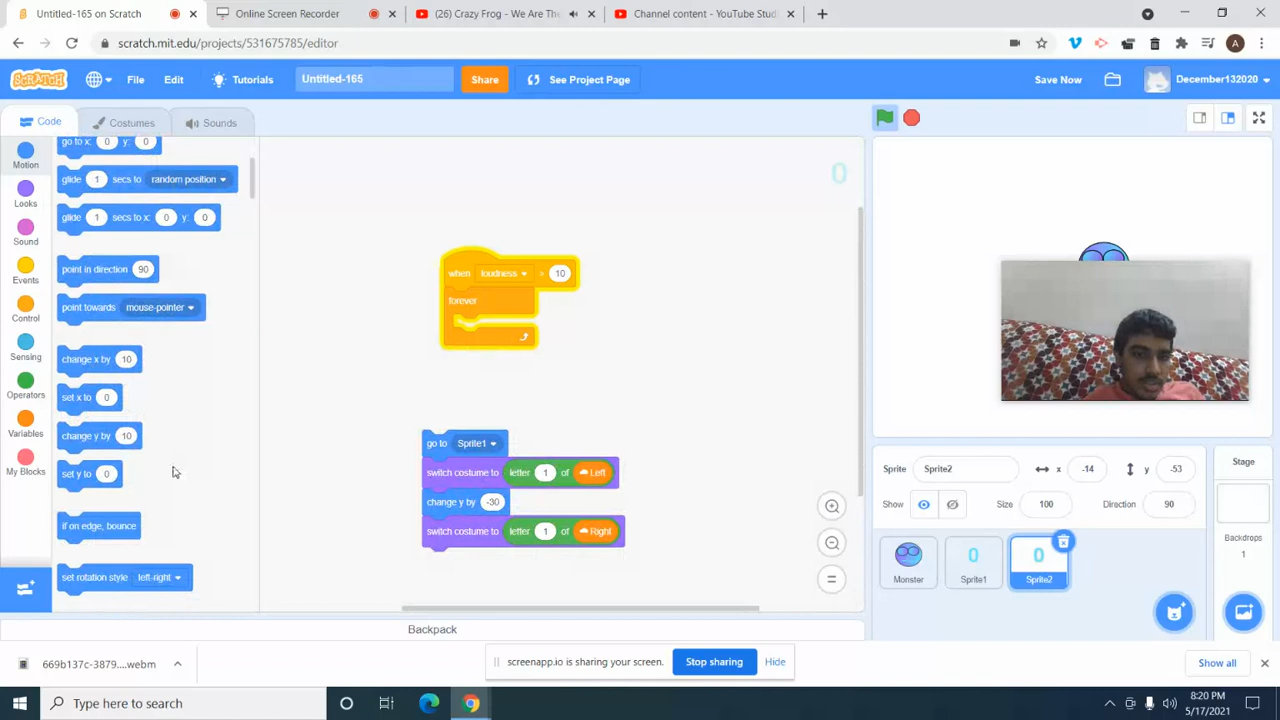 Untitled-165 on Scratch
Online Screen Recorder
(26) Crazy Frog - We Are The
Channel content - YouTube Stud
scratch.mit.edu/projects/531675785/editor
A
SCRATCH
File
Edit
Tutorials
Untitled-165
Share
See Project Page
Save Now
December132020
Code
Costumes
Sounds
Motion
Looks
Sound
Events
Control
Sensing
Operators
Variables
My Blocks
go to x: 0 y: 0
glide 1 secs to random position
glide 1 secs to x: 0 y: 0
point in direction 90
point towards mouse-pointer
change x by 10
set x to 0
change y by 10
set y to 0
if on edge, bounce
set rotation style left-right
0
when loudness > 10
forever
go to Sprite1
switch costume to letter 1 of Left
change y by -30
switch costume to letter 1 of Right
Backpack
Sprite Sprite2 x -14 y -53
Show Size 100 Direction 90
Monster
0
Sprite1
0
Sprite2
Stage
Backdrops
1
669b137c-3879....webm
screenapp.io is sharing your screen.
Stop sharing
Hide
Show all
Type here to search
8:20 PM
5/17/2021